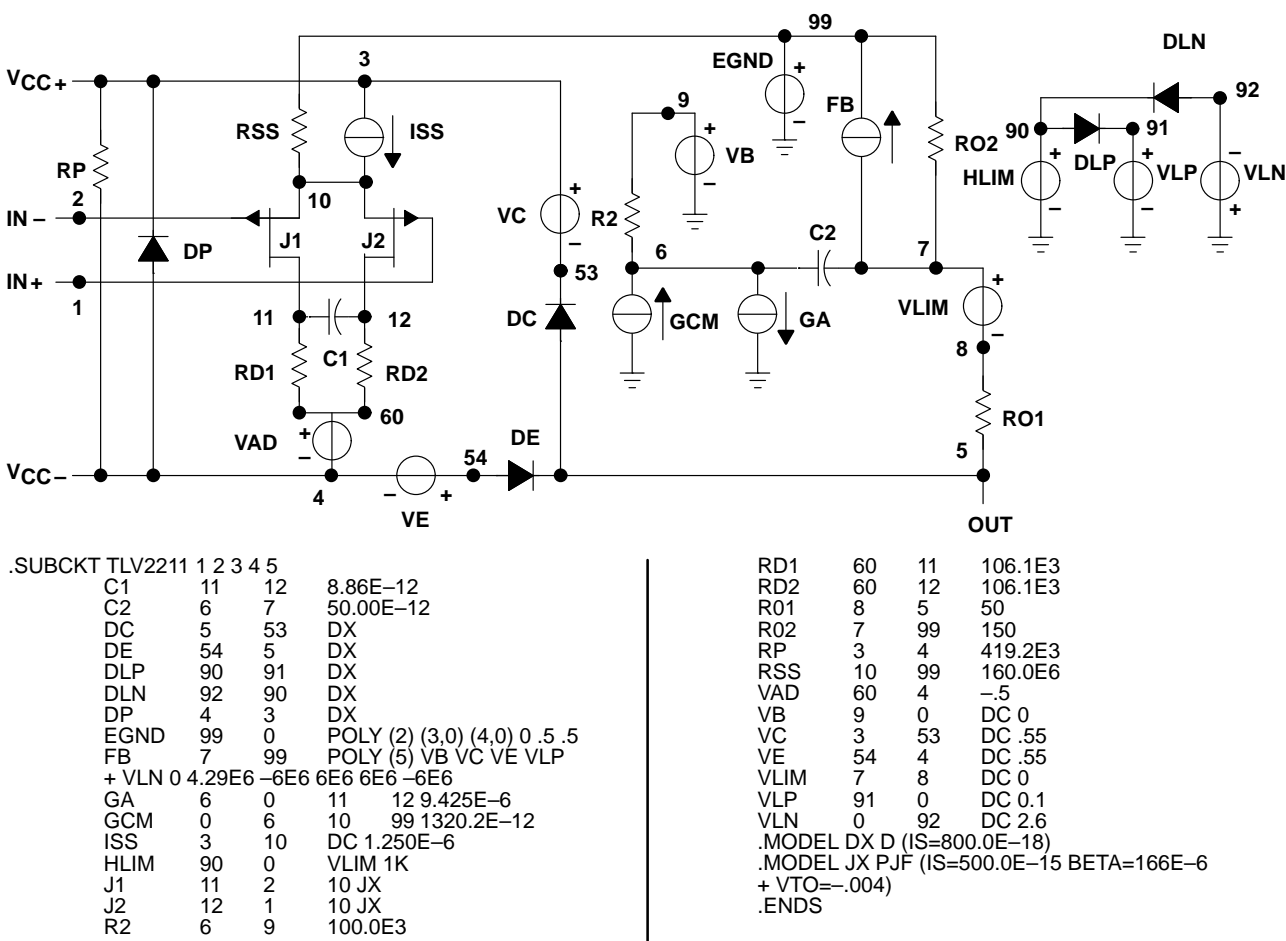 99
DLN
VCC+
3
EGND
+
−
9
FB
92
RSS
ISS
+
−
VB
90
91
RP
RO2
DLP
+
−
HLIM
+
−
VLP
−
+
VLN
2
10
VC
+
−
R2
IN −
J1
J2
C2
DP
6
7
IN+
53
+
−
VLIM
1
11
12
DC
GCM
GA
C1
8
RD1
RD2
RO1
60
VAD
+
−
DE
54
5
VCC−
4
−
+
VE
OUT
.SUBCKT TLV2211 1 2 3 4 5
C1 11 12 8.86E–12
C2 6 7 50.00E–12
DC 5 53 DX
DE 54 5 DX
DLP 90 91 DX
DLN 92 90 DX
DP 4 3 DX
EGND 99 0 POLY (2) (3,0) (4,0) 0 .5 .5
FB 7 99 POLY (5) VB VC VE VLP
+ VLN 0 4.29E6 –6E6 6E6 6E6 –6E6
GA 6 0 11 12 9.425E–6
GCM 0 6 10 99 1320.2E–12
ISS 3 10 DC 1.250E–6
HLIM 90 0 VLIM 1K
J1 11 2 10 JX
J2 12 1 10 JX
R2 6 9 100.0E3
RD1 60 11 106.1E3
RD2 60 12 106.1E3
R01 8 5 50
R02 7 99 150
RP 3 4 419.2E3
RSS 10 99 160.0E6
VAD 60 4 –.5
VB 9 0 DC 0
VC 3 53 DC .55
VE 54 4 DC .55
VLIM 7 8 DC 0
VLP 91 0 DC 0.1
VLN 0 92 DC 2.6
.MODEL DX D (IS=800.0E–18)
.MODEL JX PJF (IS=500.0E–15 BETA=166E–6
+ VTO=–.004)
.ENDS